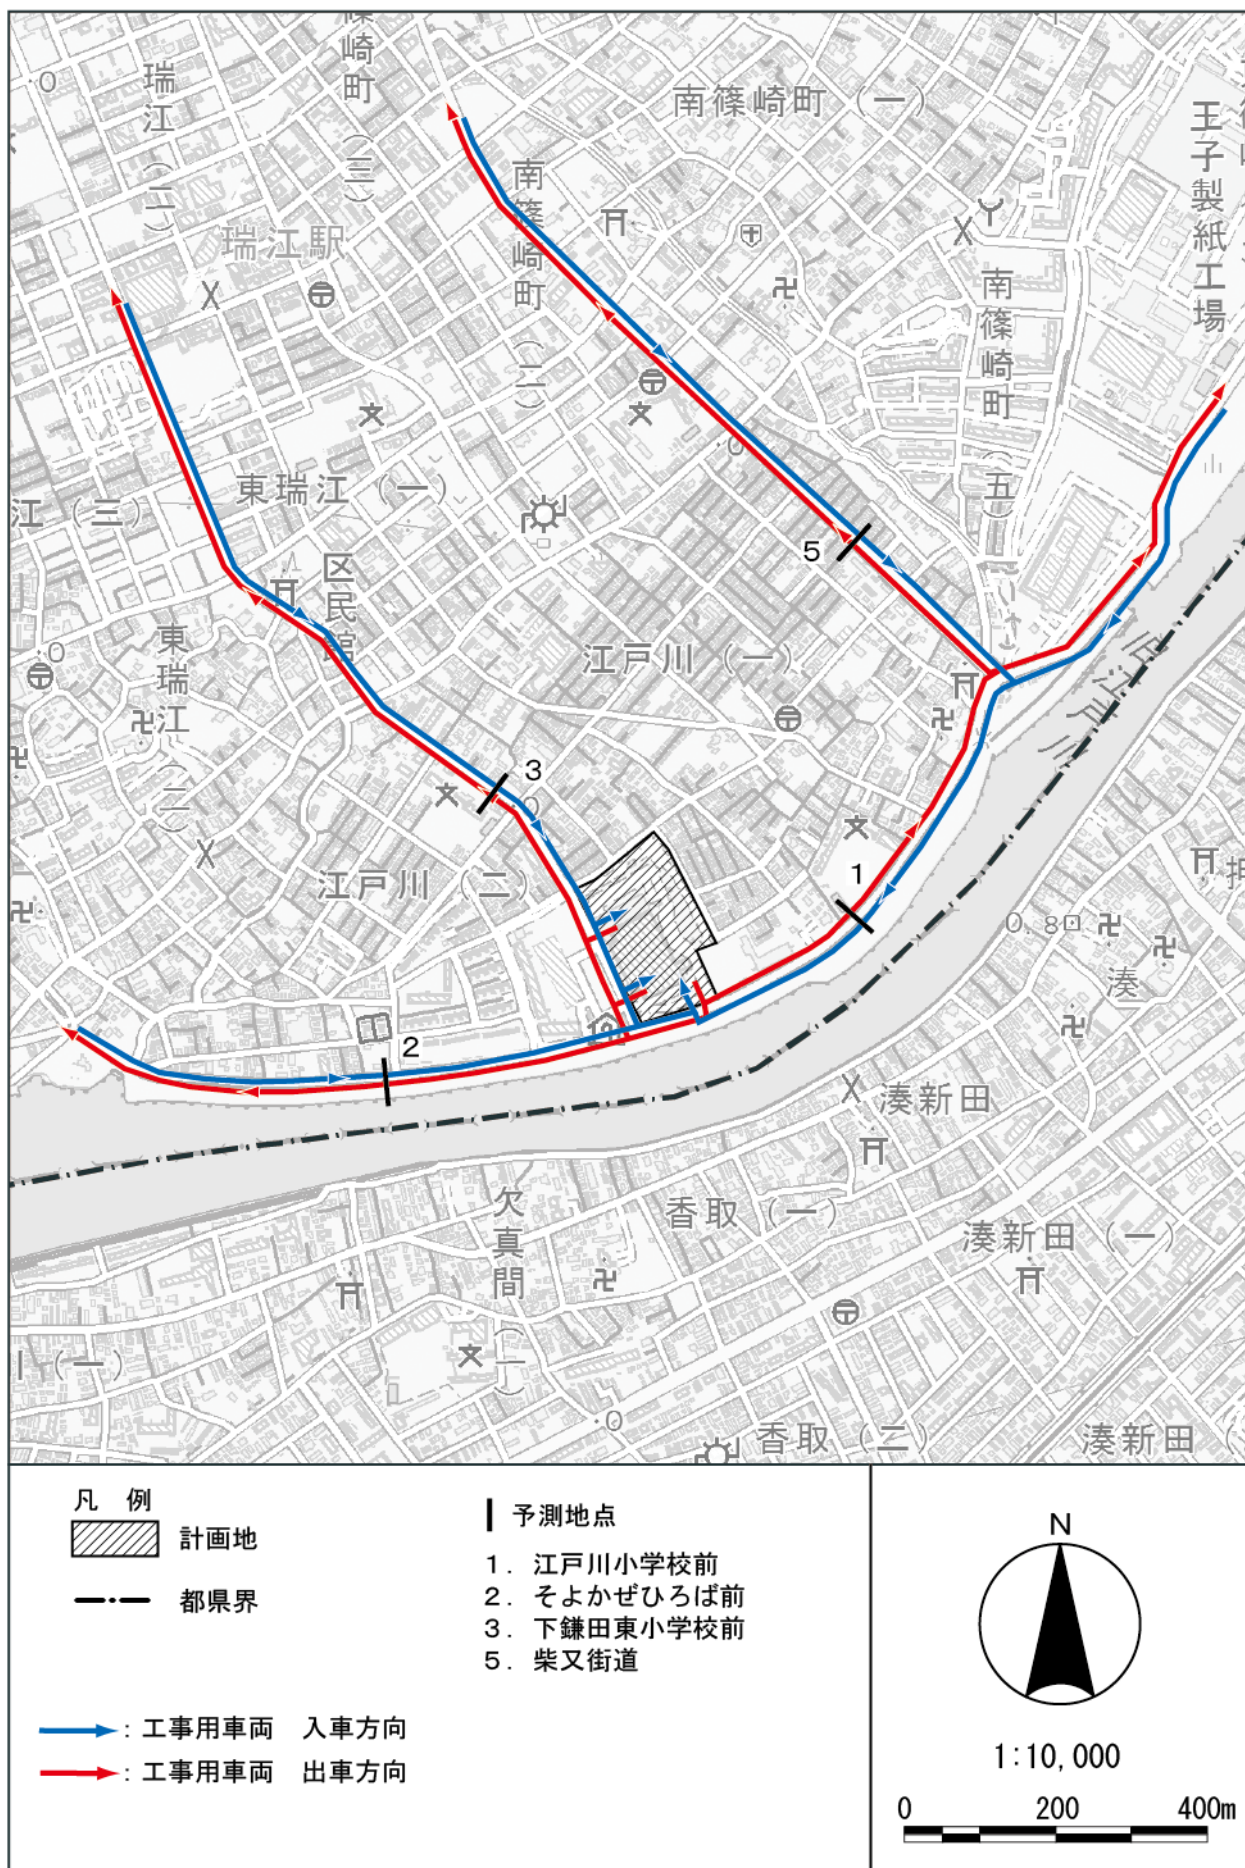 南篠崎町(一)
瑞江(二)
篠崎町(三)
王子製紙工場
南篠崎町(二)
瑞江駅
南篠崎町(五)
東瑞江(一)
江(三)
5
区民館
東瑞江(二)
江戸川(一)
3
江戸川(二)
1
0.8
湊
2
湊新田
欠真間(一)
香取(一)
湊新田(一)
(一)
香取(二)
湊新田(
凡 例
計画地
都県界
予測地点
1. 江戸川小学校前
2. そよかぜひろば前
3. 下鎌田東小学校前
5. 柴又街道
:工事用車両 入車方向
:工事用車両 出車方向
N
1:10,000
0 200 400m